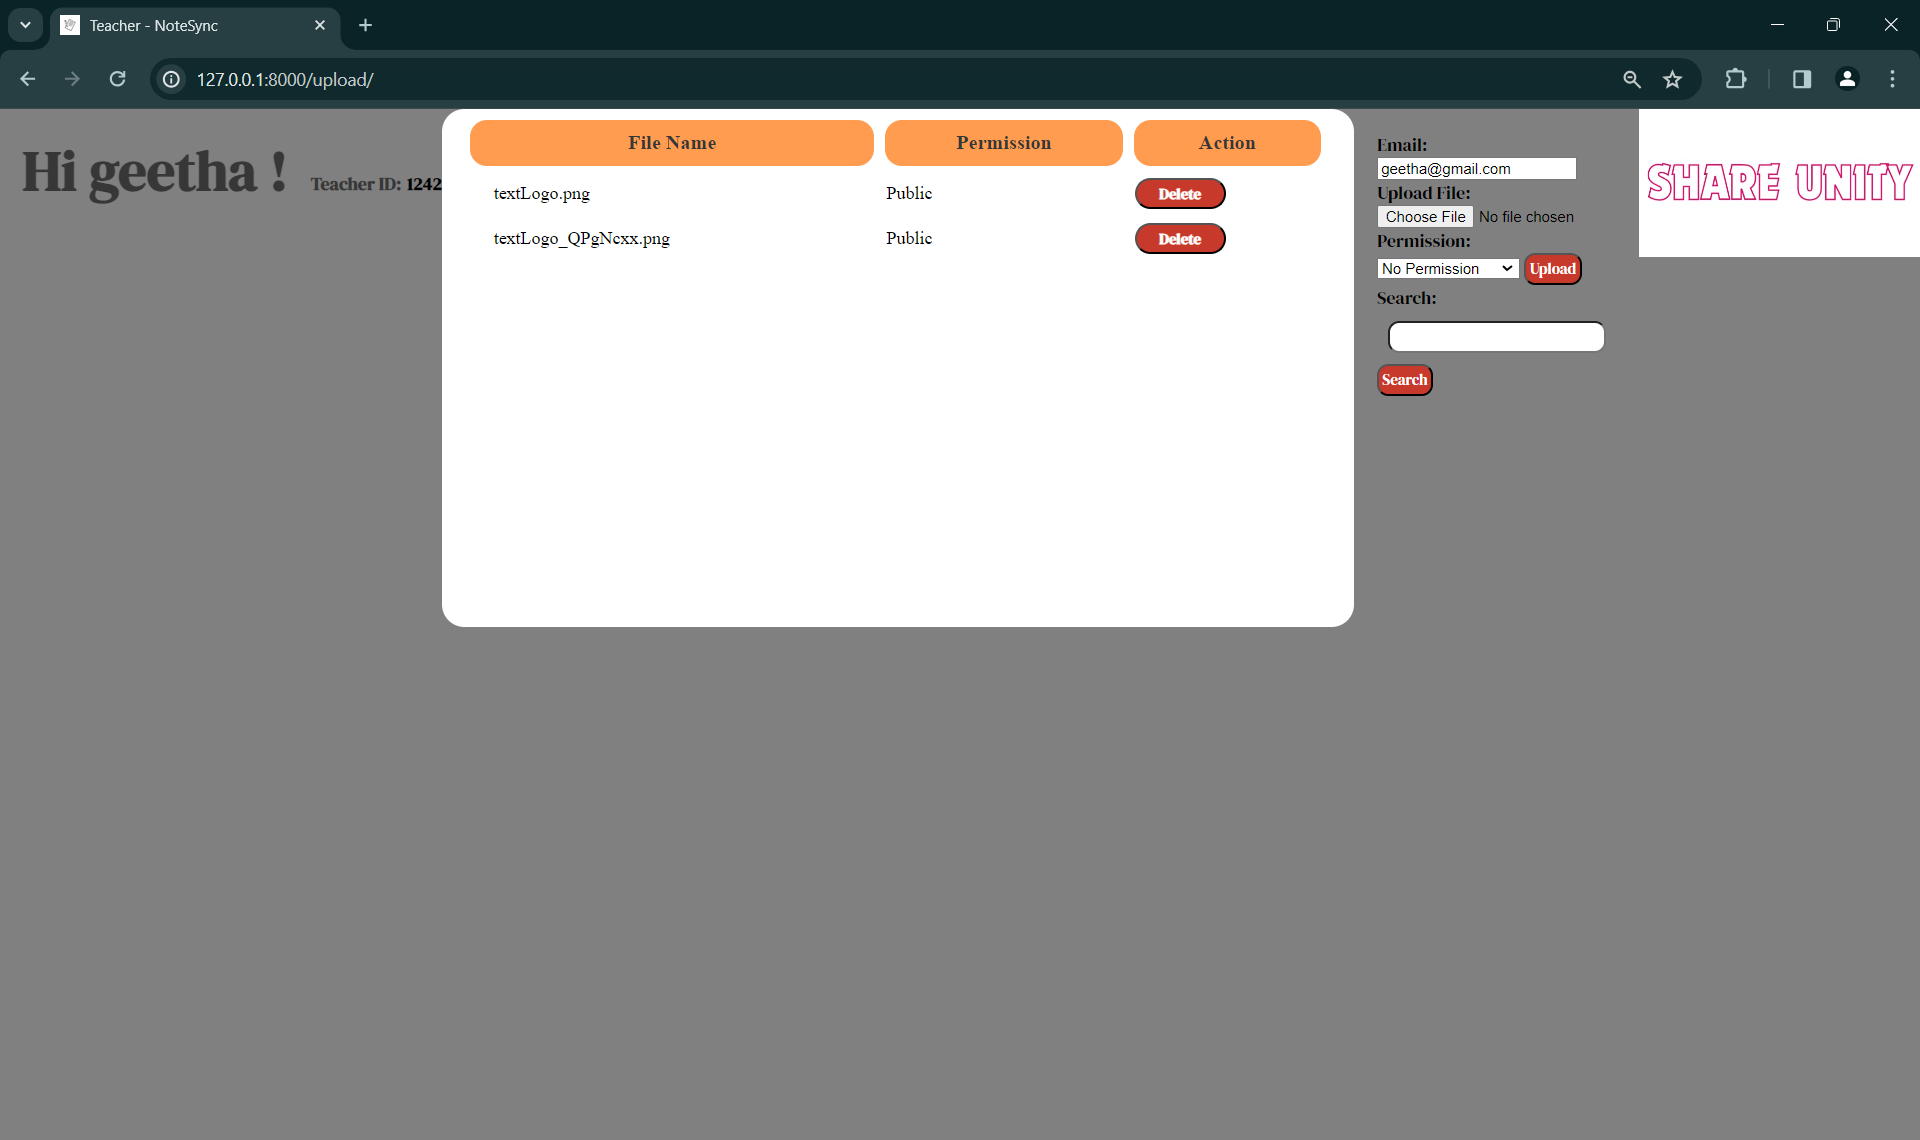 Teacher - NoteSync
127.0.0.1:8000/upload/
Hi geetha !
Teacher ID: 1242
File Name Permission Action
textLogo.png Public Delete
textLogo_QPgNcxx.png Public Delete
Email:
geetha@gmail.com
Upload File:
Choose File No file chosen
Permission:
No Permission Upload
Search:
Search
SHARE UNITY